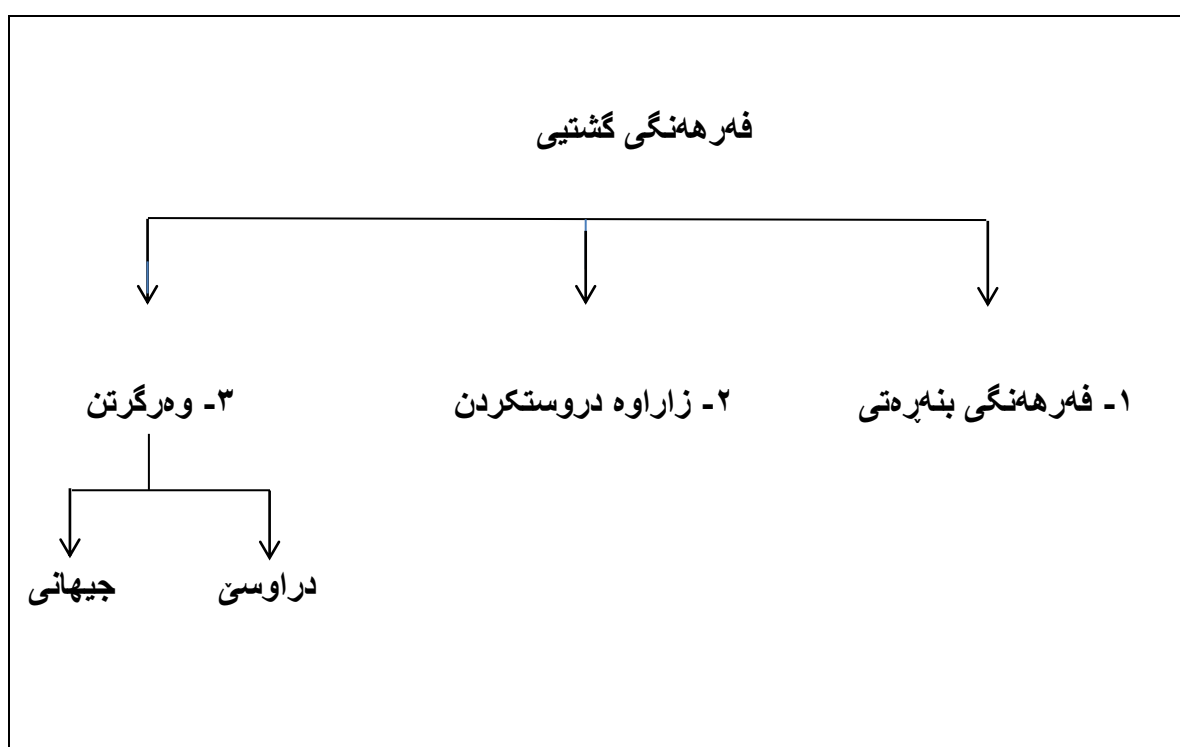 فەرهەنگی گشتیی
١- فەرهەنگی بنەڕەتی
٢- زاراوە دروستکردن
٣- وەرگرتن
دراوسێ
جیهانی